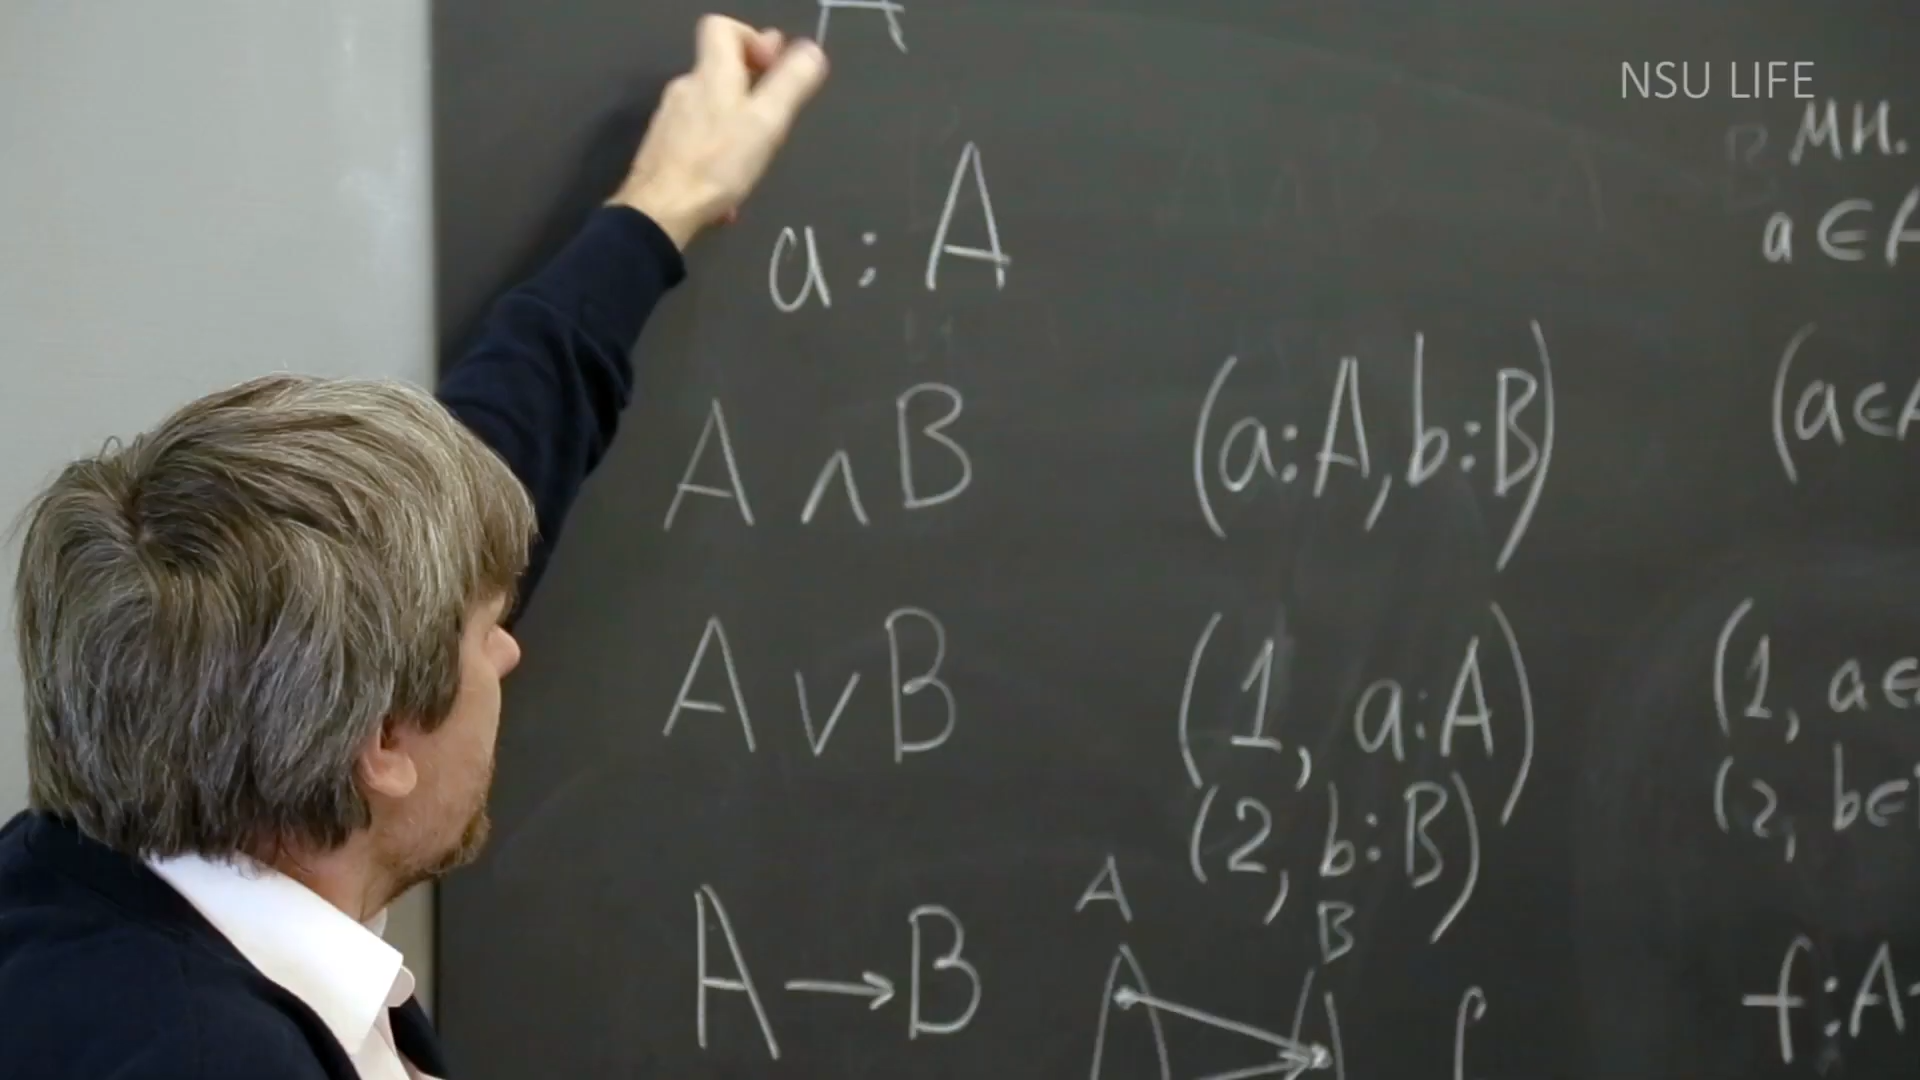 A
NSU LIFE
мн.
a : A
a ∈ A
A ∧ B (a:A, b:B) (a∈A
A ∨ B (1, a:A) (1, a∈
(2, b:B) (2, b∈
A B
A → B f:A